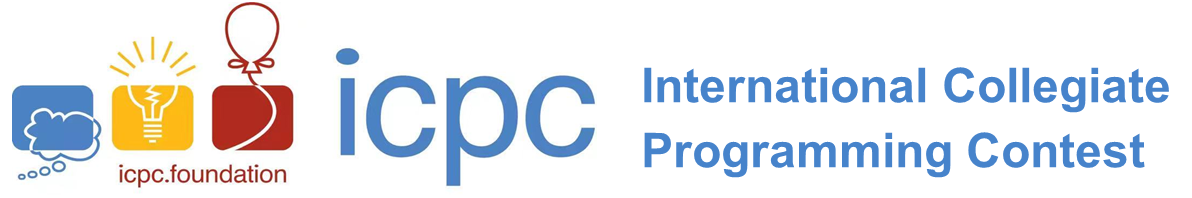 icpc.foundation
icpc
International Collegiate
Programming Contest